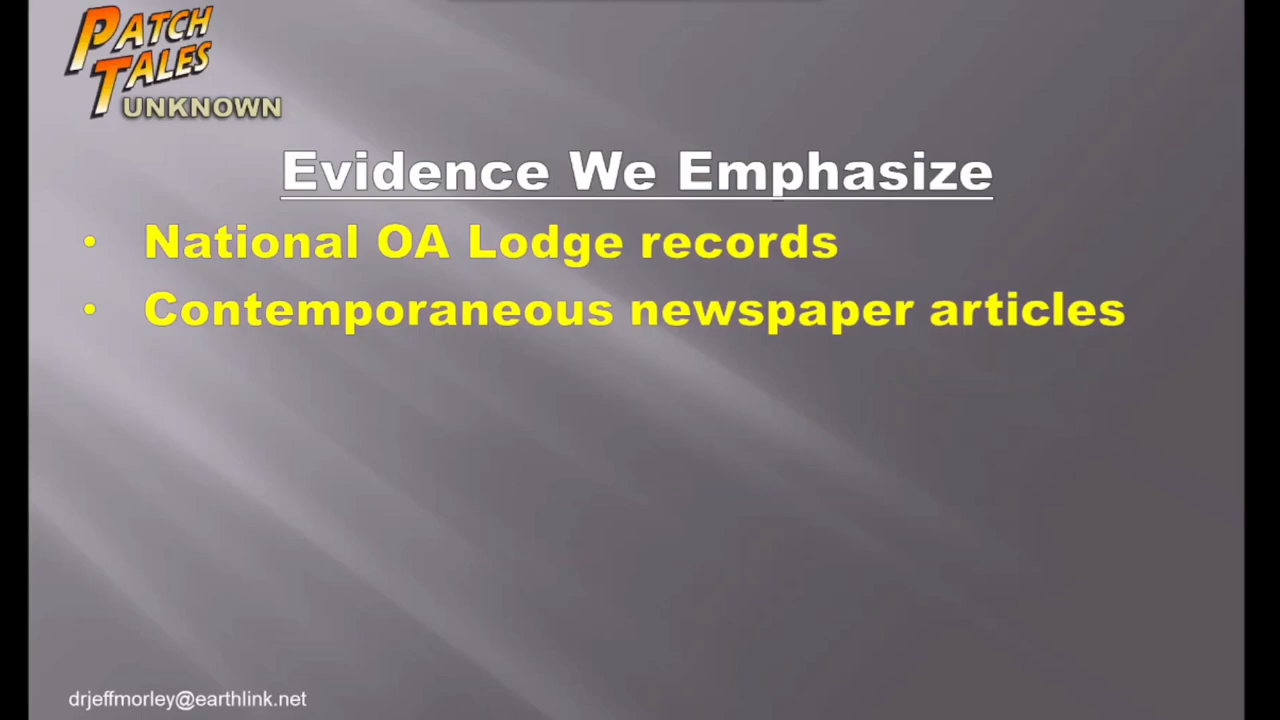 PATCH
TALES
UNKNOWN
Evidence We Emphasize
• National OA Lodge records
• Contemporaneous newspaper articles
drjeffmorley@earthlink.net